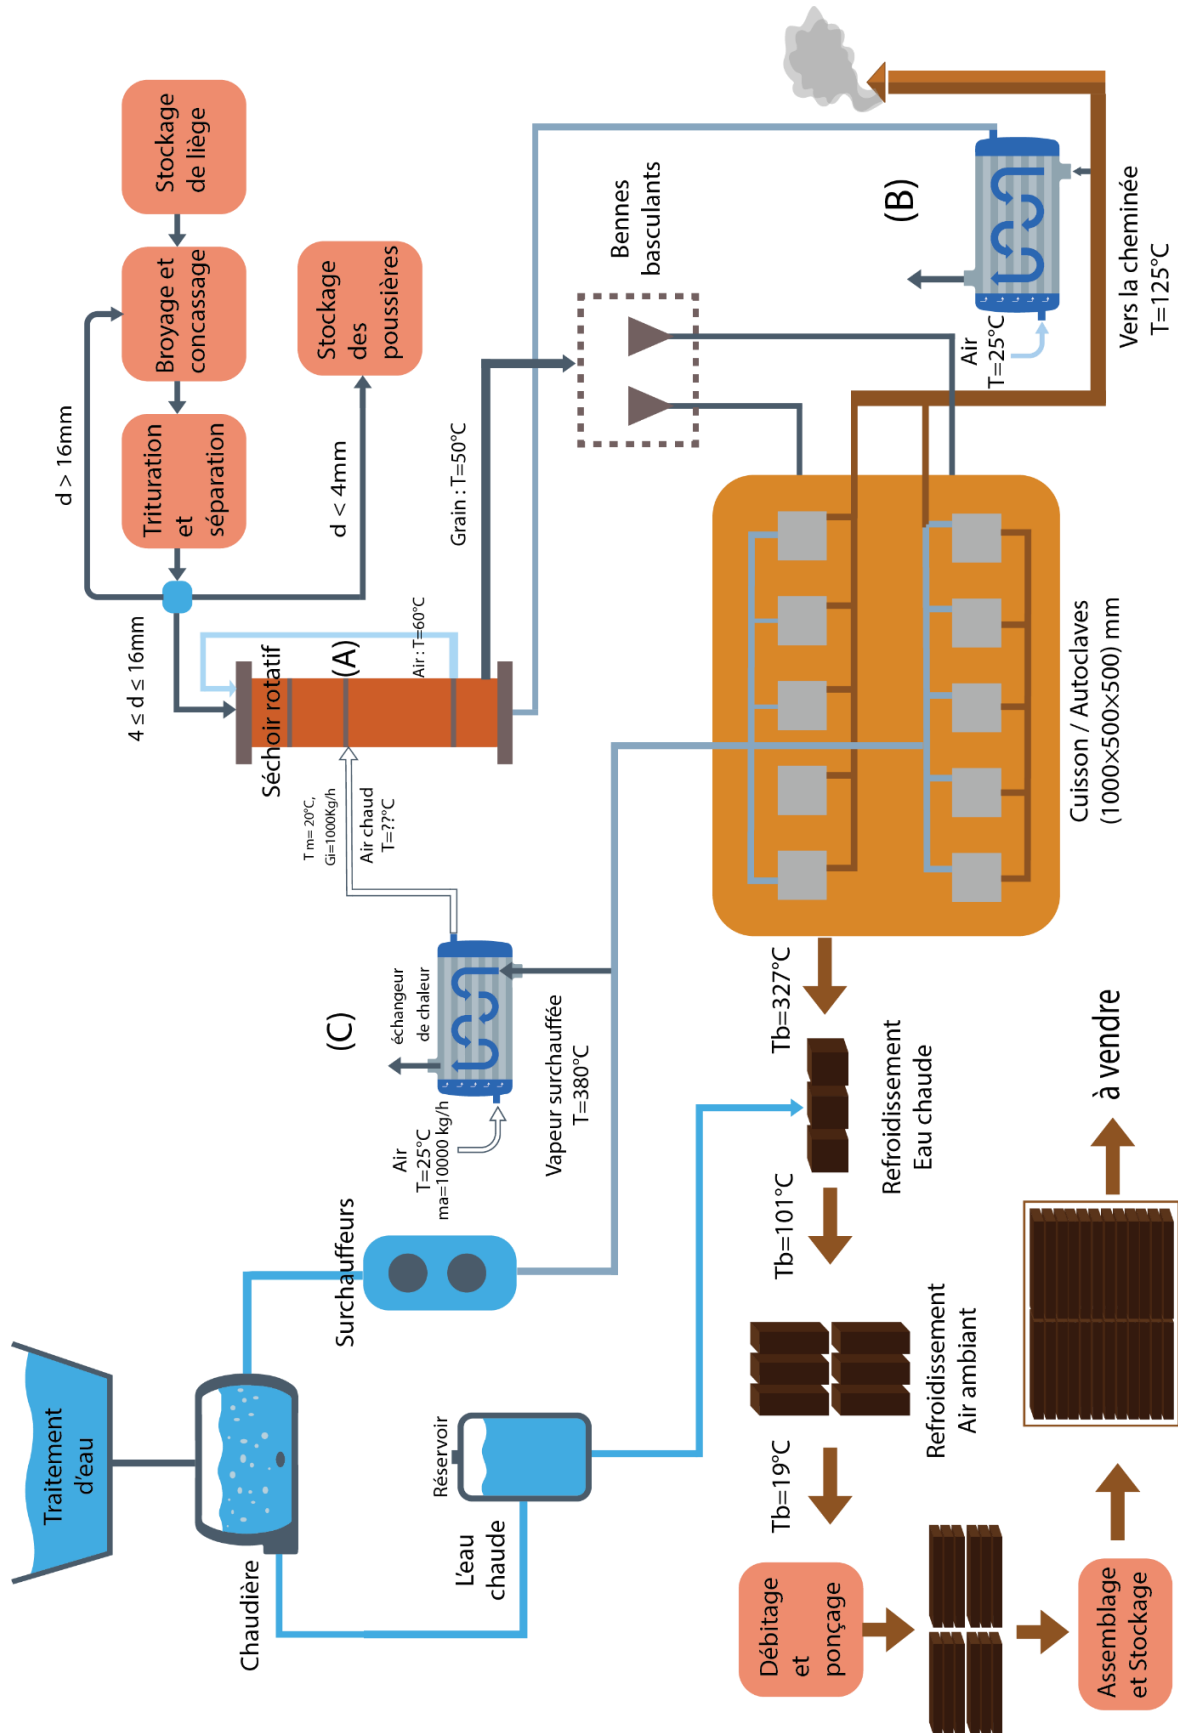 Traitement
d'eau
Chaudière
Surchauffeurs
Réservoir
L'eau
chaude
Stockage
de liège
Broyage et
concassage
Trituration
et
séparation
Stockage
des
poussières
d > 16mm
d < 4mm
4 ≤ d ≤ 16mm
Séchoir rotatif
(A)
Air : T=60°C
Grain : T=50°C
T m= 20°C,
Gi=1000Kg/h
Air chaud
T=??°C
(C)
échangeur
de chaleur
Air
T=25°C
ma=10000 kg/h
Vapeur surchauffée
T=380°C
Bennes
basculants
(B)
Air
T=25°C
Vers la cheminée
T=125°C
Cuisson / Autoclaves
(1000×500×500) mm
Tb=327°C
Refroidissement
Eau chaude
Tb=101°C
Refroidissement
Air ambiant
Tb=19°C
Débitage
et
ponçage
Assemblage
et Stockage
à vendre